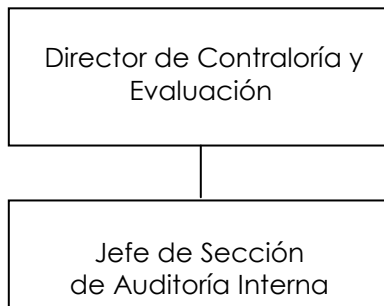 Director de Contraloría y
Evaluación
Jefe de Sección
de Auditoría Interna